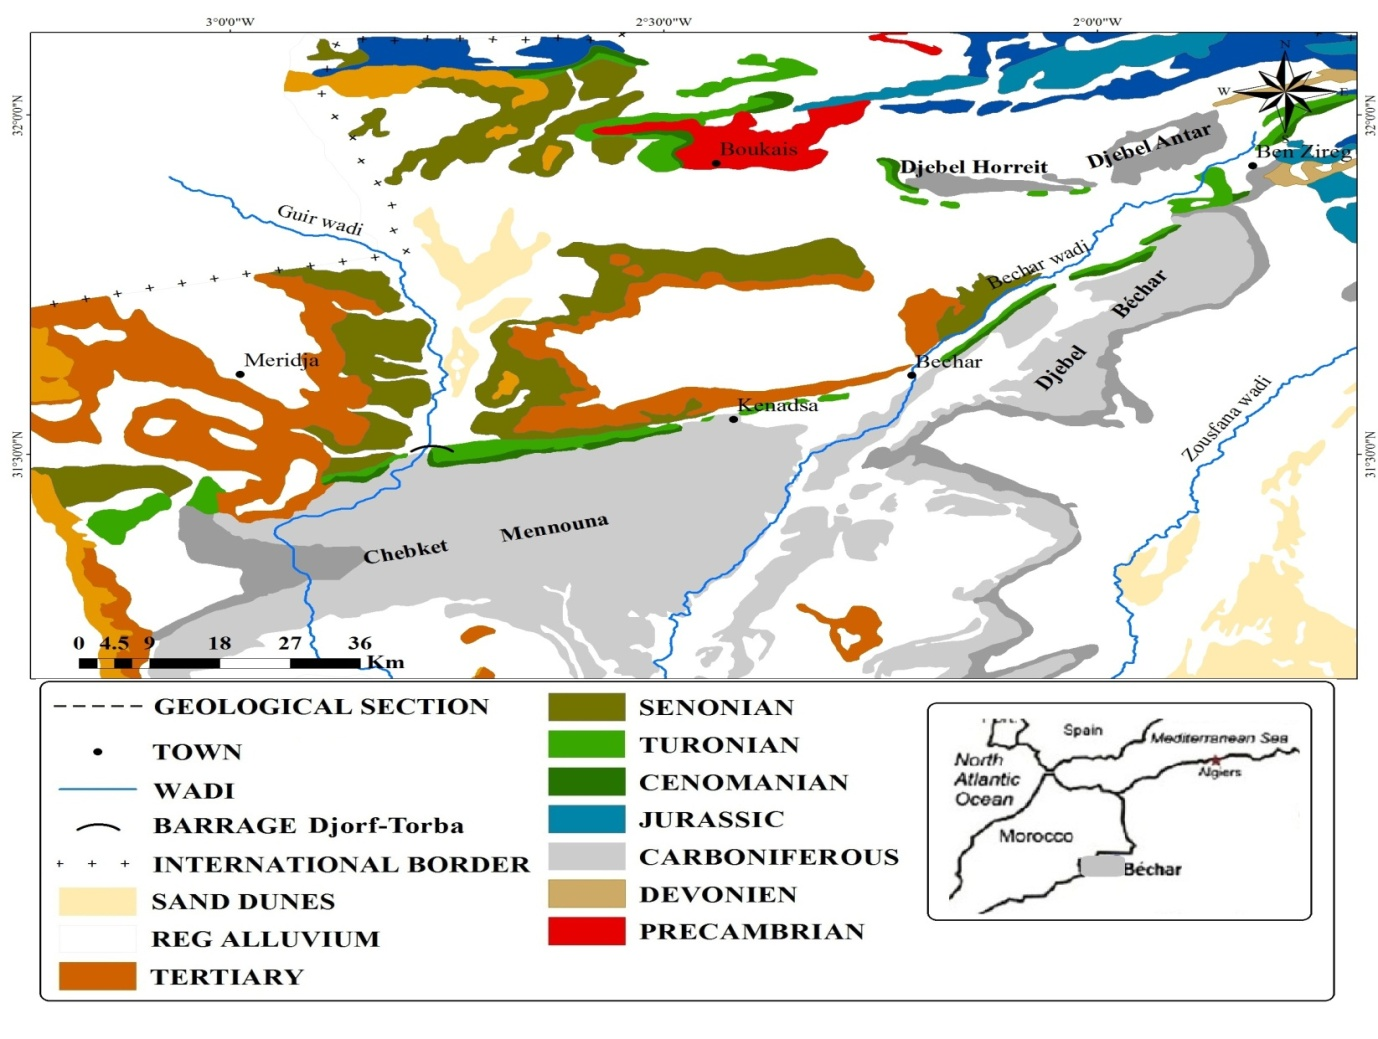 3°0'0"W
2°30'0"W
2°0'0"W
32°0'0"N
32°0'0"N
N
W
E
S
Boukais
Djebel Horreit
Djebel Antar
Ben Zireg
Guir wadi
Bechar wadj
Béchar
Djebel
Meridja
Bechar
Kenadsa
Zousfana wadj
31°30'0"N
31°30'0"N
Mennouna
Chebket
0 4.5 9 18 27 36
Km
GEOLOGICAL SECTION
TOWN
WADI
BARRAGE Djorf-Torba
INTERNATIONAL BORDER
SAND DUNES
REG ALLUVIUM
TERTIARY
SENONIAN
TURONIAN
CENOMANIAN
JURASSIC
CARBONIFEROUS
DEVONIEN
PRECAMBRIAN
Spain
Mediterranean Sea
North
Atlantic
Ocean
Algiers
Morocco
Béchar